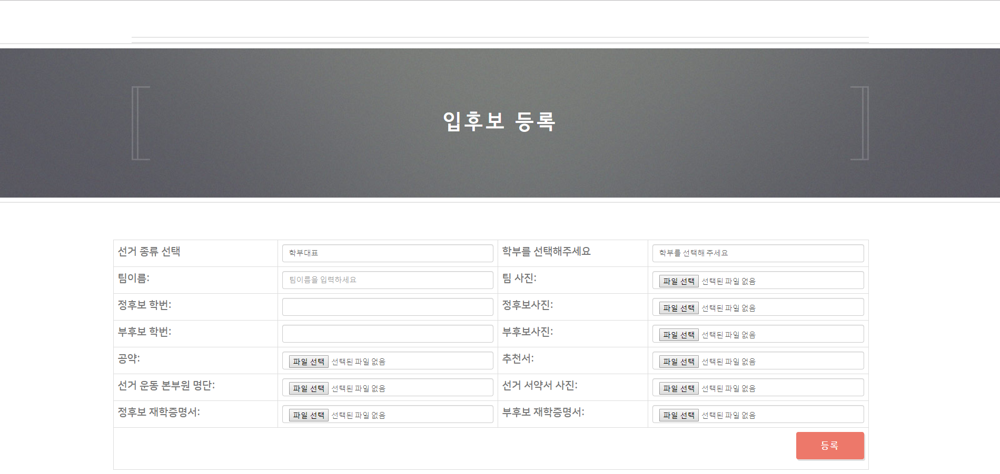 입후보 등록
선거 종류 선택 학부대표 학부를 선택해주세요 학부를 선택해 주세요
팀이름: 팀이름을 입력하세요 팀 사진: 파일 선택 선택된 파일 없음
정후보 학번: 정후보사진: 파일 선택 선택된 파일 없음
부후보 학번: 부후보사진: 파일 선택 선택된 파일 없음
공약: 파일 선택 선택된 파일 없음 추천서: 파일 선택 선택된 파일 없음
선거 운동 본부원 명단: 파일 선택 선택된 파일 없음 선거 서약서 사진: 파일 선택 선택된 파일 없음
정후보 재학증명서: 파일 선택 선택된 파일 없음 부후보 재학증명서: 파일 선택 선택된 파일 없음
등록